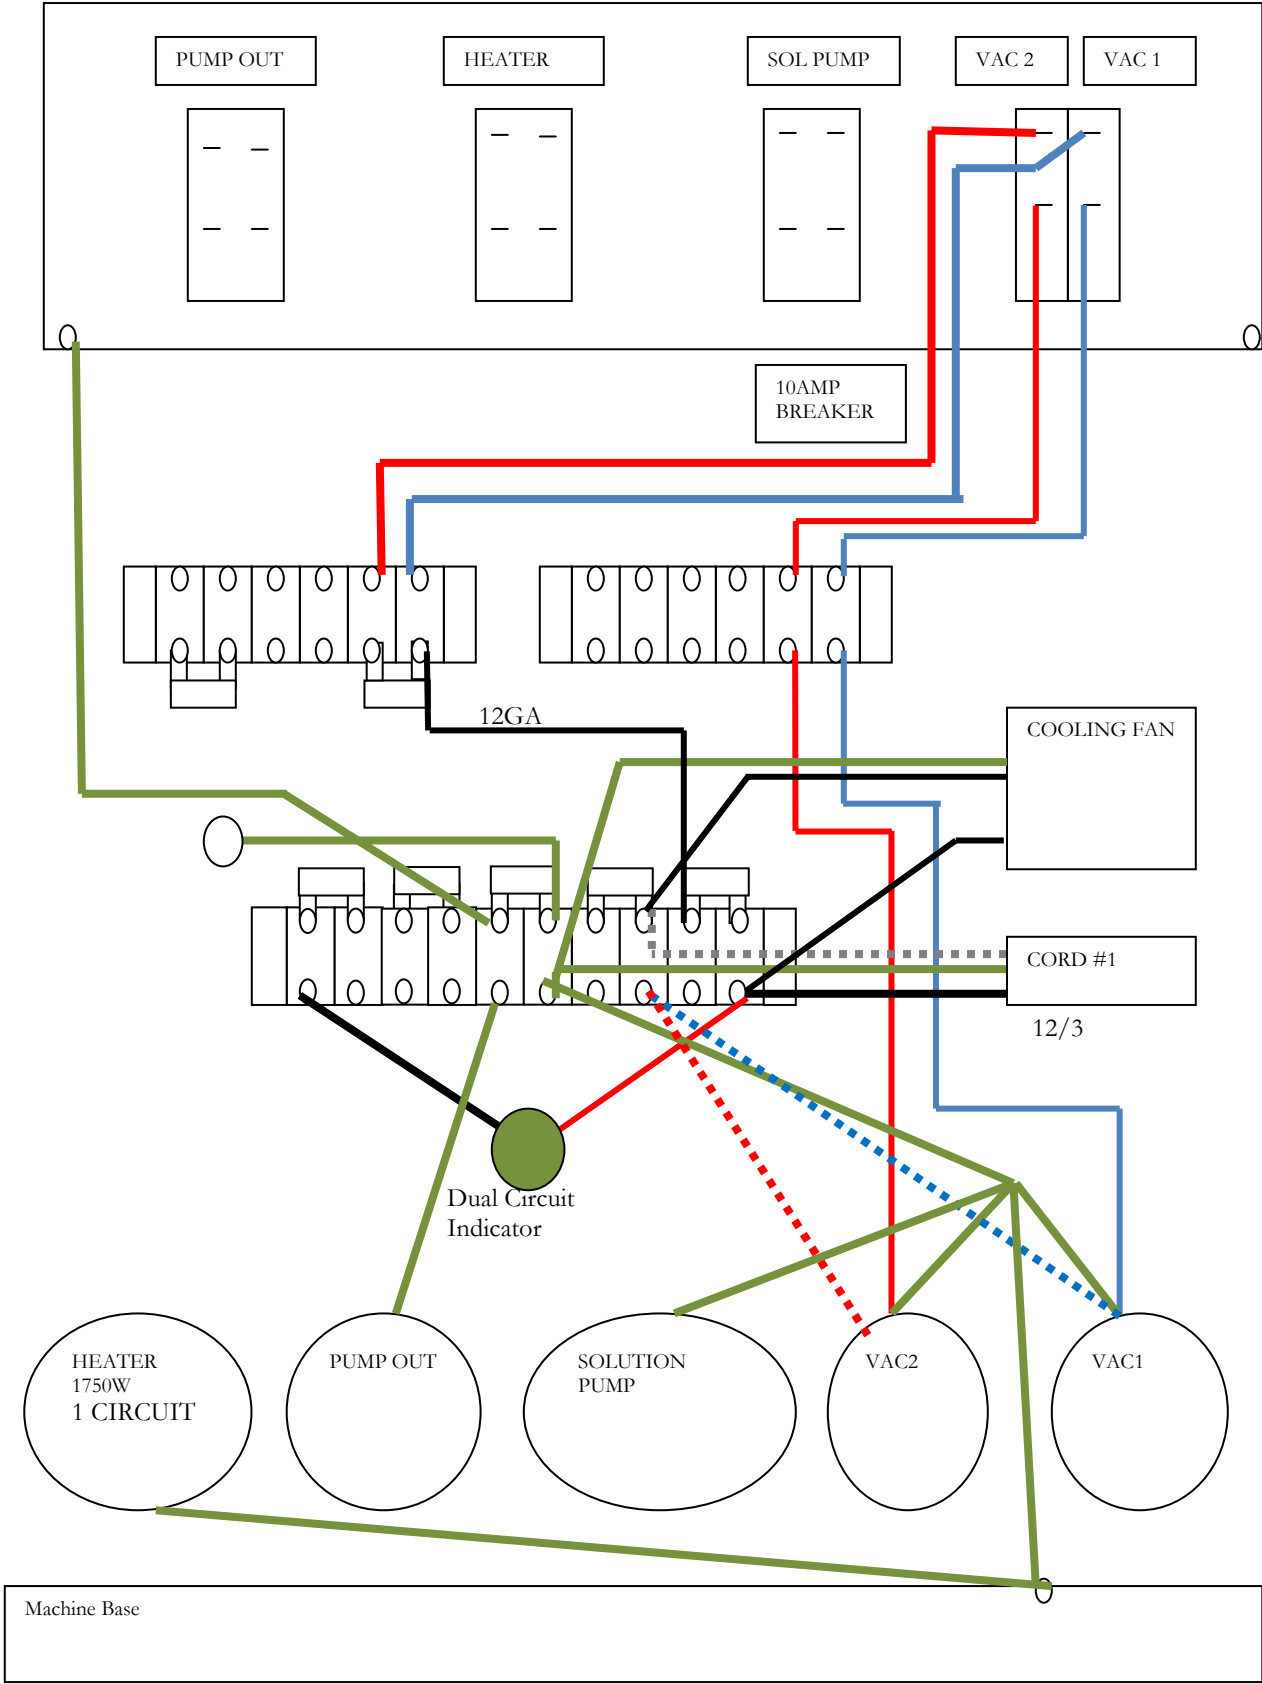 PUMP OUT
HEATER
SOL PUMP
VAC 2
VAC 1
10AMP
BREAKER
12GA
COOLING FAN
CORD #1
12/3
Dual Circuit
Indicator
HEATER
1750W
1 CIRCUIT
PUMP OUT
SOLUTION
PUMP
VAC2
VAC1
Machine Base